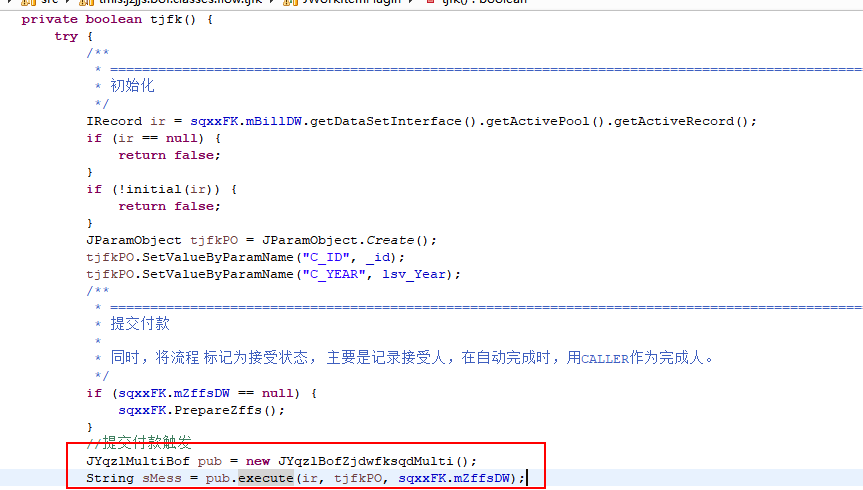 src tmis.jzjjs.bof.classes.flow.tjfk JWorkItemPlugin tjfk() : boolean
private boolean tjfk() {
try {
/**
* ==============================================================================================
* 初始化
*/
IRecord ir = sqxxFK.mBillDW.getDataSetInterface().getActivePool().getActiveRecord();
if (ir == null) {
return false;
}
if (!initial(ir)) {
return false;
}
JParamObject tjfkPO = JParamObject.Create();
tjfkPO.SetValueByParamName("C_ID", _id);
tjfkPO.SetValueByParamName("C_YEAR", lsv_Year);
/**
* ==============================================================================================
* 提交付款
*
* 同时，将流程 标记为接受状态， 主要是记录接受人，在自动完成时，用CALLER作为完成人。
*/
if (sqxxFK.mZffsDW == null) {
sqxxFK.PrepareZffs();
}
//提交付款触发
JYqzlMultiBof pub = new JYqzlBofZjdwfksqdMulti();
String sMess = pub.execute(ir, tjfkPO, sqxxFK.mZffsDW);